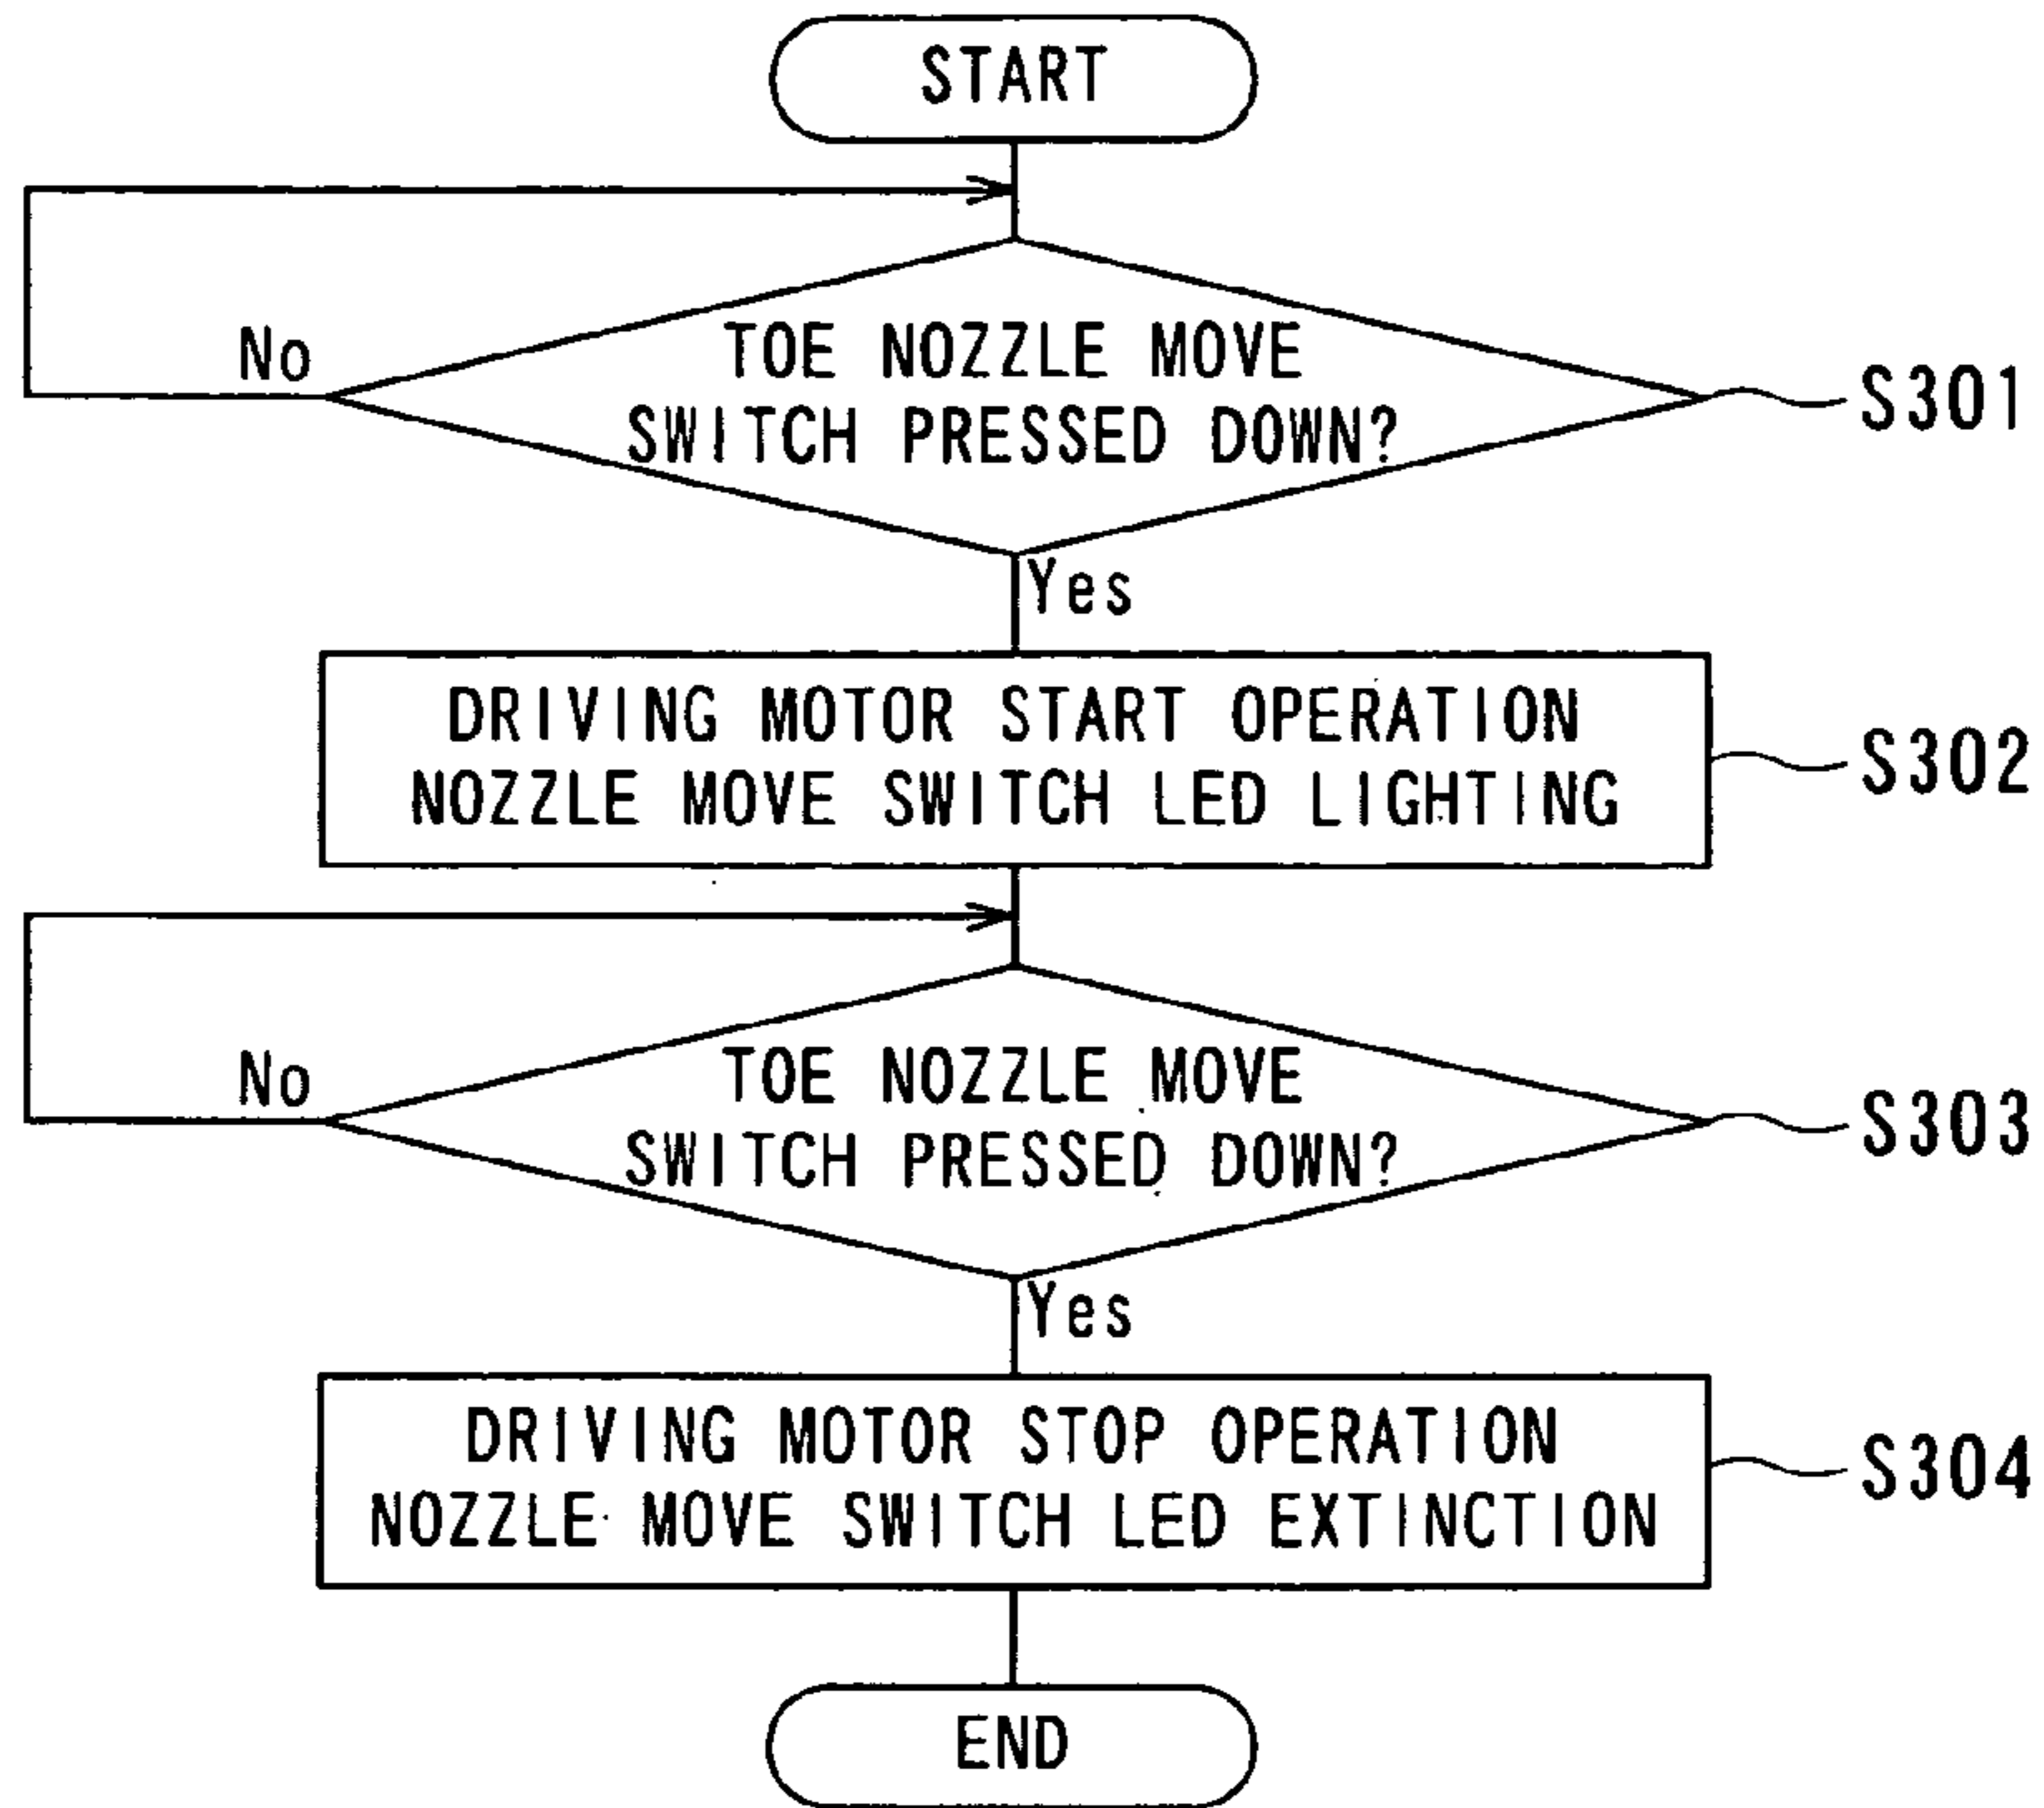 START
No
TOE NOZZLE MOVE
SWITCH PRESSED DOWN?
S301
Yes
DRIVING MOTOR START OPERATION
NOZZLE MOVE SWITCH LED LIGHTING
S302
No
TOE NOZZLE MOVE
SWITCH PRESSED DOWN?
S303
Yes
DRIVING MOTOR STOP OPERATION
NOZZLE MOVE SWITCH LED EXTINCTION
S304
END